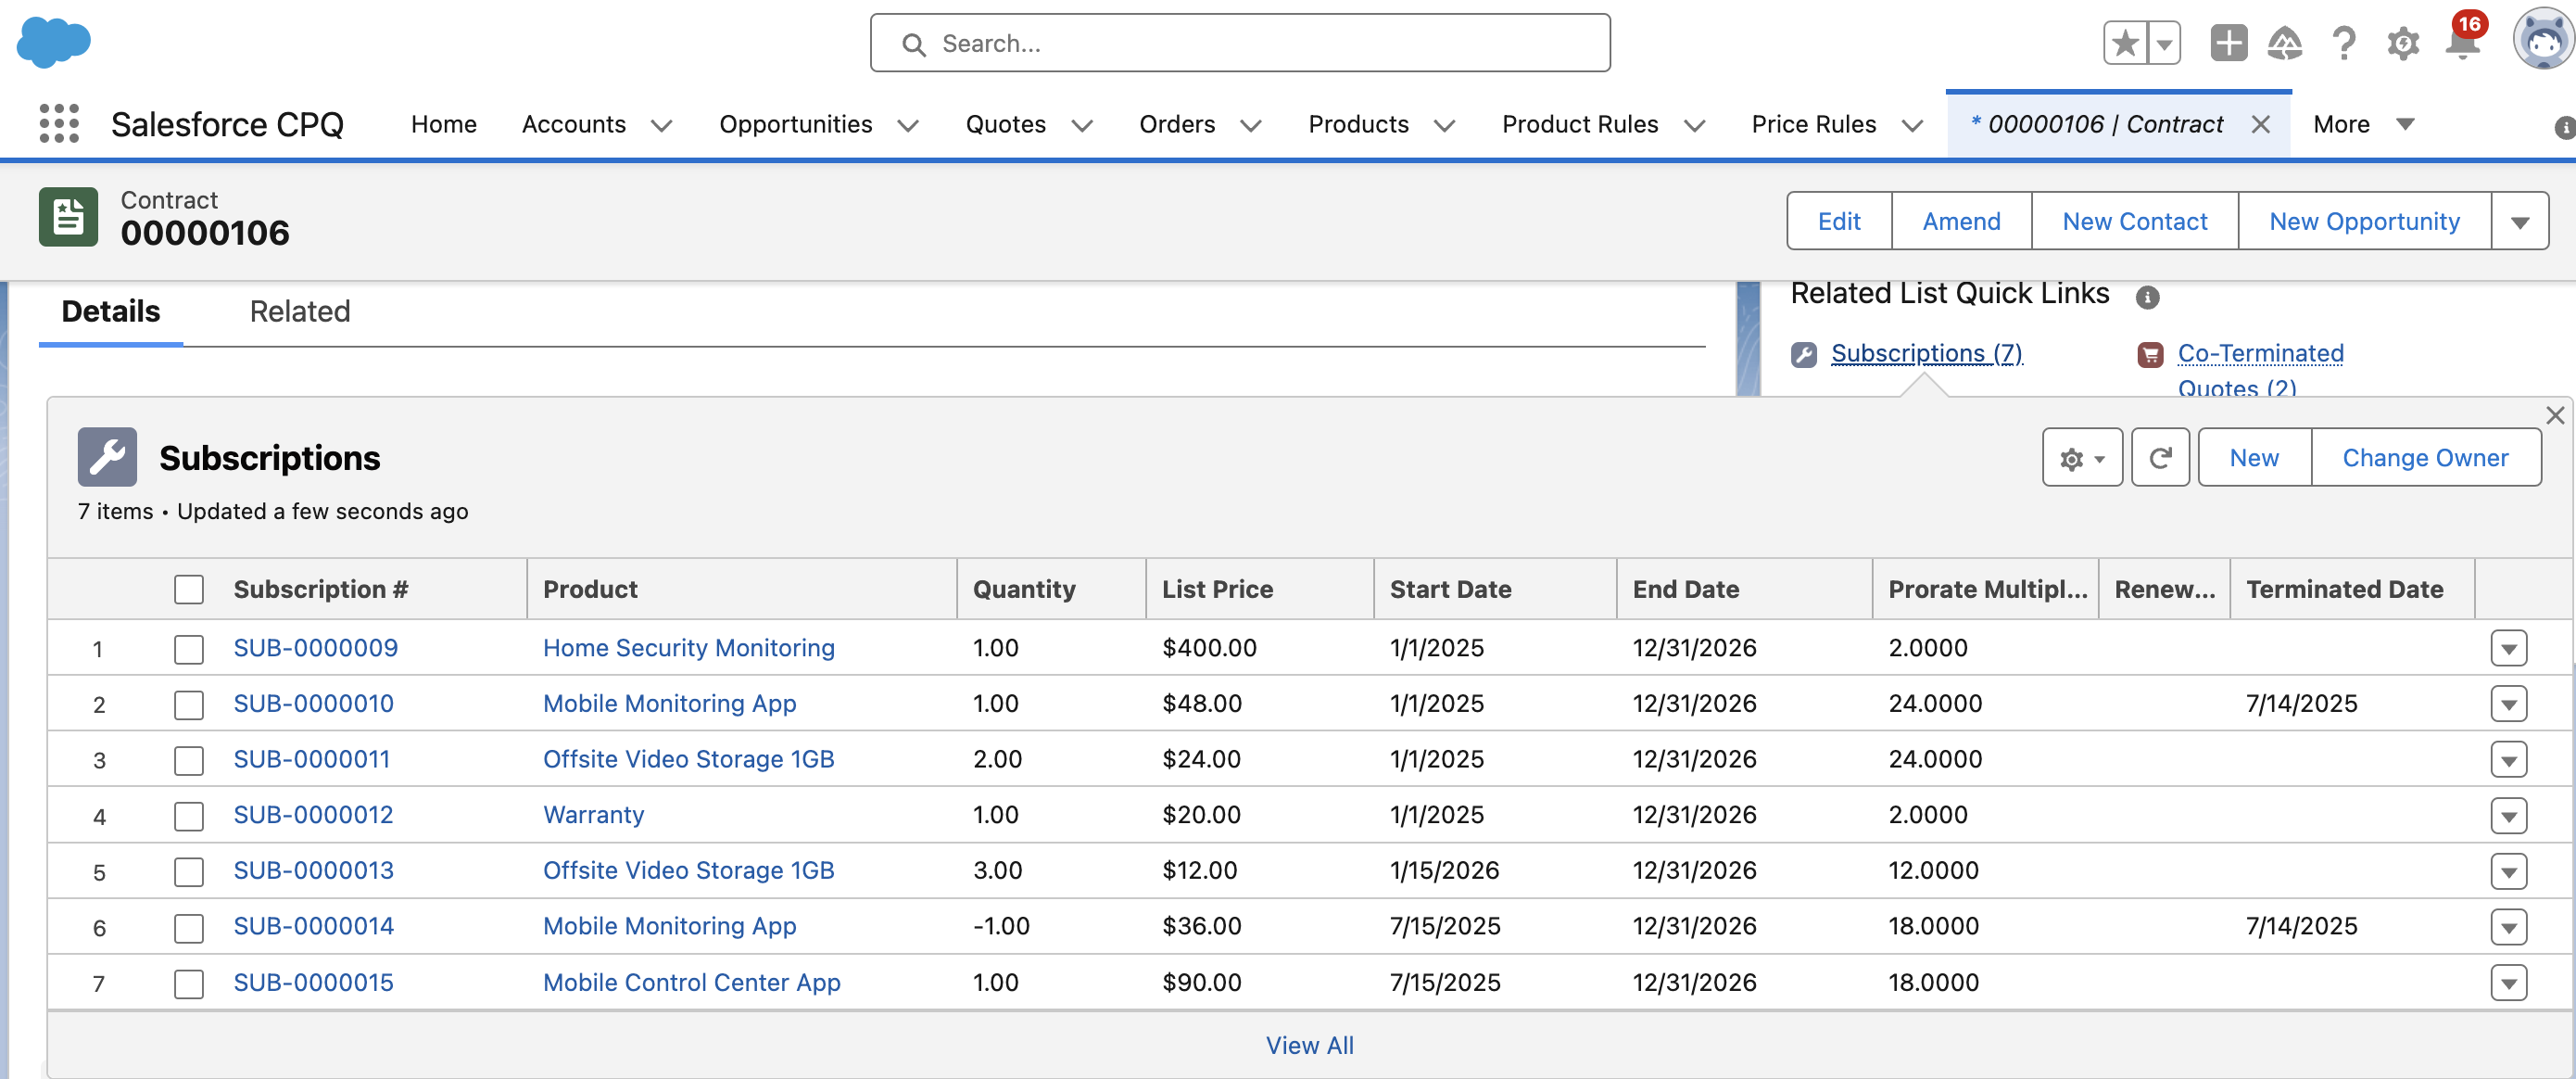 Search...
16
Salesforce CPQ Home Accounts Opportunities Quotes Orders Products Product Rules Price Rules * 00000106 | Contract More
Contract
00000106
Edit Amend New Contact New Opportunity
Details Related
Related List Quick Links
Subscriptions (7)
Co-Terminated
Quotes (2)
Subscriptions
New Change Owner
7 items • Updated a few seconds ago
Subscription # Product Quantity List Price Start Date End Date Prorate Multipl... Renew... Terminated Date
1 SUB-0000009 Home Security Monitoring 1.00 $400.00 1/1/2025 12/31/2026 2.0000
2 SUB-0000010 Mobile Monitoring App 1.00 $48.00 1/1/2025 12/31/2026 24.0000 7/14/2025
3 SUB-0000011 Offsite Video Storage 1GB 2.00 $24.00 1/1/2025 12/31/2026 24.0000
4 SUB-0000012 Warranty 1.00 $20.00 1/1/2025 12/31/2026 2.0000
5 SUB-0000013 Offsite Video Storage 1GB 3.00 $12.00 1/15/2026 12/31/2026 12.0000
6 SUB-0000014 Mobile Monitoring App -1.00 $36.00 7/15/2025 12/31/2026 18.0000 7/14/2025
7 SUB-0000015 Mobile Control Center App 1.00 $90.00 7/15/2025 12/31/2026 18.0000
View All